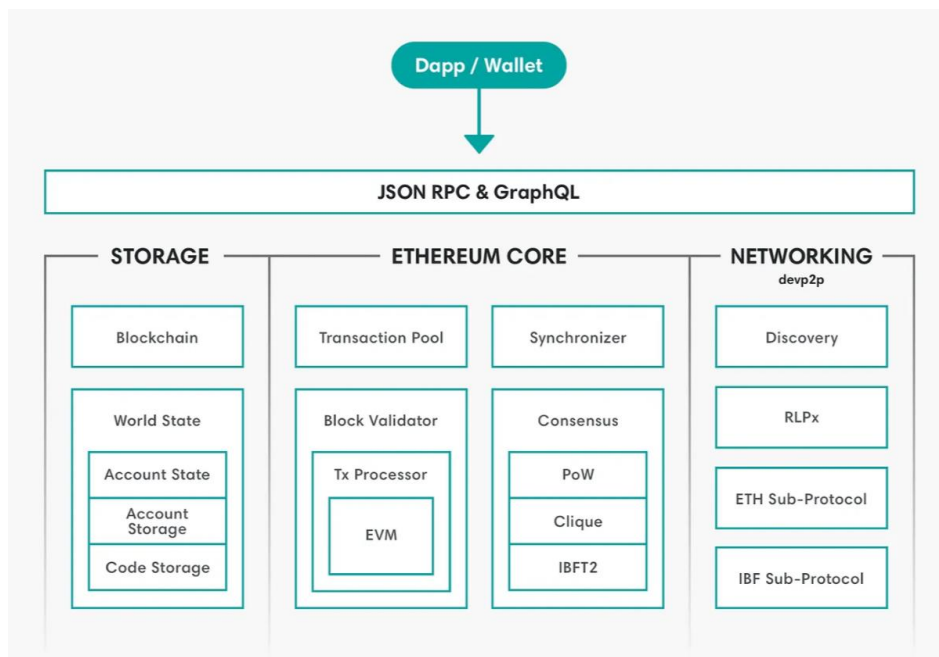 Dapp / Wallet
JSON RPC & GraphQL
STORAGE
ETHEREUM CORE
NETWORKING
devp2p
Blockchain
Transaction Pool
Synchronizer
Discovery
World State
Account State
Account
Storage
Code Storage
Block Validator
Tx Processor
EVM
Consensus
PoW
Clique
IBFT2
RLPx
ETH Sub-Protocol
IBF Sub-Protocol